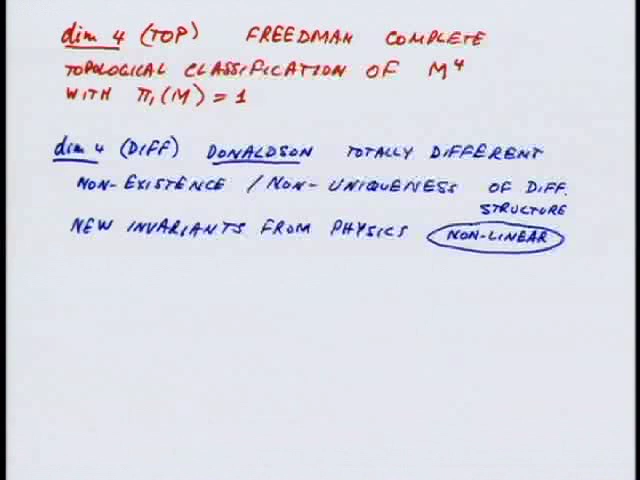 dim 4 (TOP) FREEDMAN COMPLETE
TOPOLOGICAL CLASSIFICATION OF M⁴
WITH π₁(M) = 1
dim 4 (DIFF) DONALDSON TOTALLY DIFFERENT
NON-EXISTENCE / NON-UNIQUENESS OF DIFF.
STRUCTURE
NEW INVARIANTS FROM PHYSICS NON-LINEAR